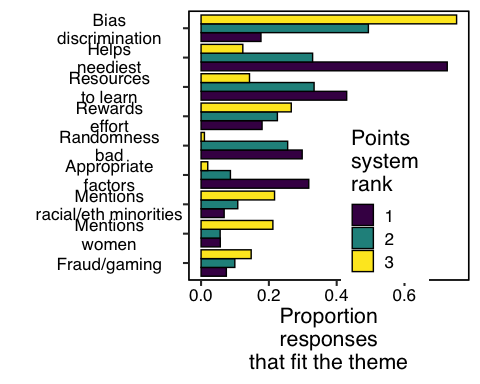 Bias
discrimination
Helps
neediest
Resources
to learn
Rewards
effort
Randomness
bad
Appropriate
factors
Mentions
racial/eth minorities
Mentions
women
Fraud/gaming
Points
system
rank
1
2
3
0.0 0.2 0.4 0.6
Proportion
responses
that fit the theme